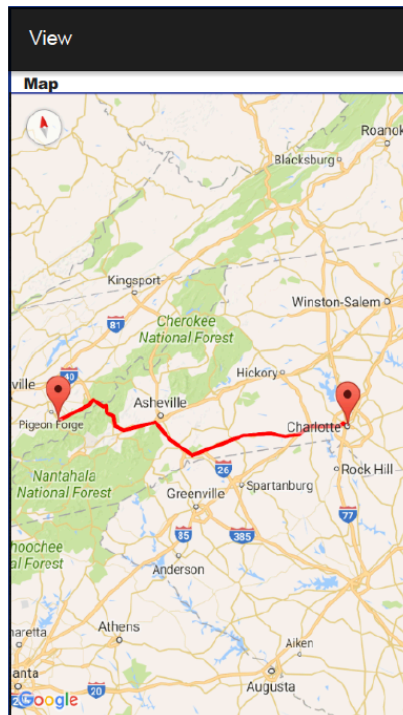 View
Map
Roanok
Blacksburg
Kingsport
Winston-Salem
81
Cherokee
National Forest
40
ville
Hickory
Asheville
Pigeon Forge
Charlotte
26
Rock Hill
Nantahala
National Forest
Spartanburg
Greenville
77
85
385
hoochee
al Forest
Anderson
Athens
aretta
Aiken
anta
20
Augusta
Google